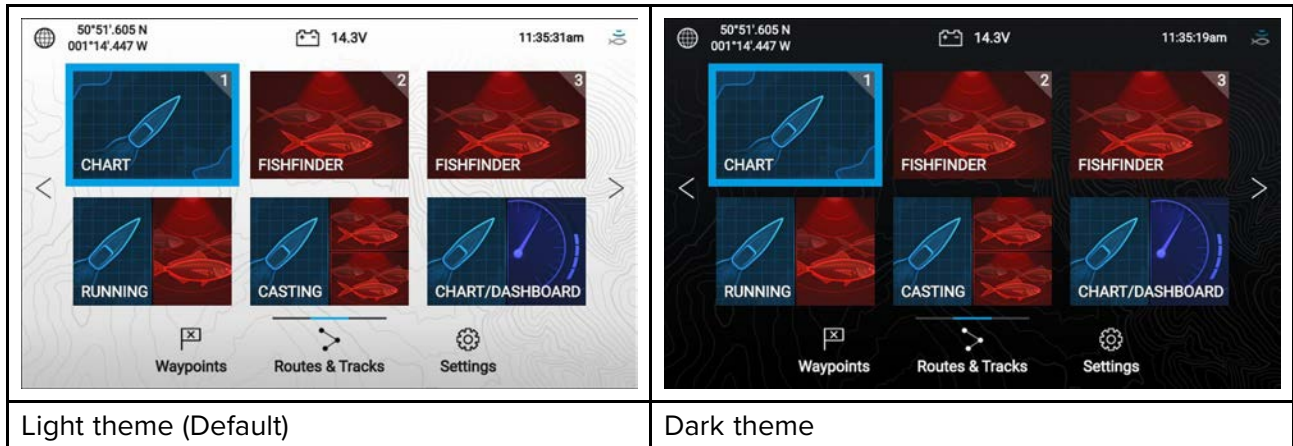 50°51'.605 N
001°14'.447 W
14.3V
11:35:31am
1
2
3
CHART
FISHFINDER
FISHFINDER
RUNNING
CASTING
CHART/DASHBOARD
Waypoints
Routes & Tracks
Settings
50°51'.605 N
001°14'.447 W
14.3V
11:35:19am
1
2
3
CHART
FISHFINDER
FISHFINDER
RUNNING
CASTING
CHART/DASHBOARD
Waypoints
Routes & Tracks
Settings
Light theme (Default)
Dark theme